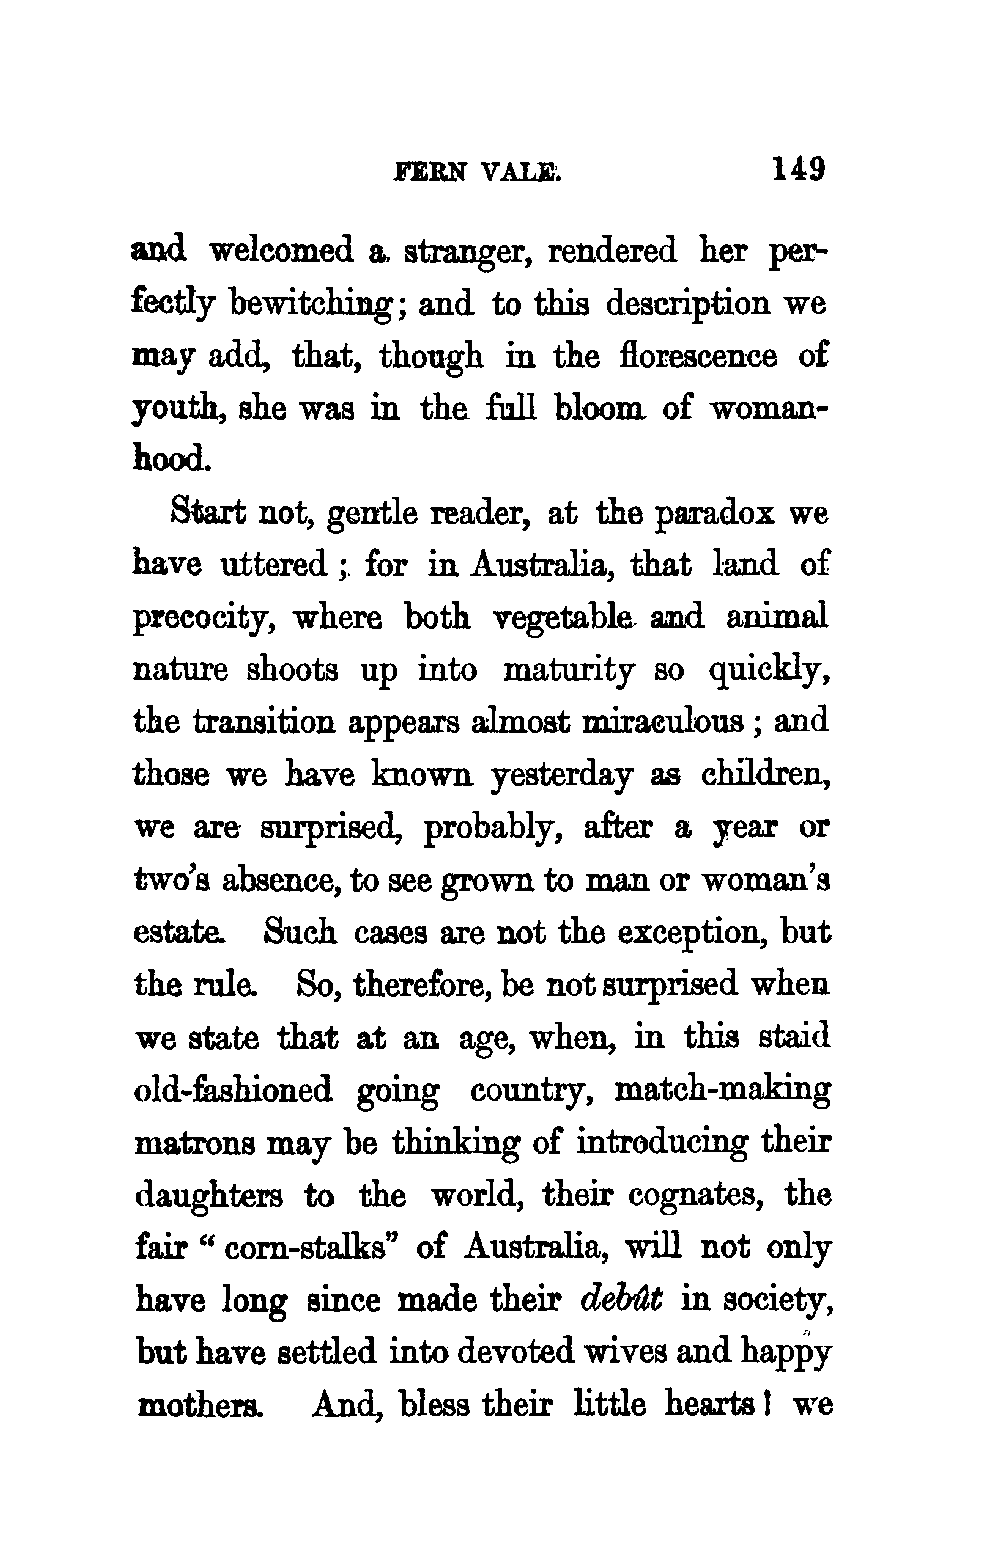 FERN VALE. 149
and welcomed a stranger, rendered her per-
fectly bewitching; and to this description we
may add, that, though in the florescence of
youth, she was in the full bloom of woman-
hood.
Start not, gentle reader, at the paradox we
have uttered; for in Australia, that land of
precocity, where both vegetable and animal
nature shoots up into maturity so quickly,
the transition appears almost miraculous; and
those we have known yesterday as children,
we are surprised, probably, after a year or
two's absence, to see grown to man or woman's
estate. Such cases are not the exception, but
the rule. So, therefore, be not surprised when
we state that at an age, when, in this staid
old-fashioned going country, match-making
matrons may be thinking of introducing their
daughters to the world, their cognates, the
fair “corn-stalks” of Australia, will not only
have long since made their debût in society,
but have settled into devoted wives and happy
mothers. And, bless their little hearts! we